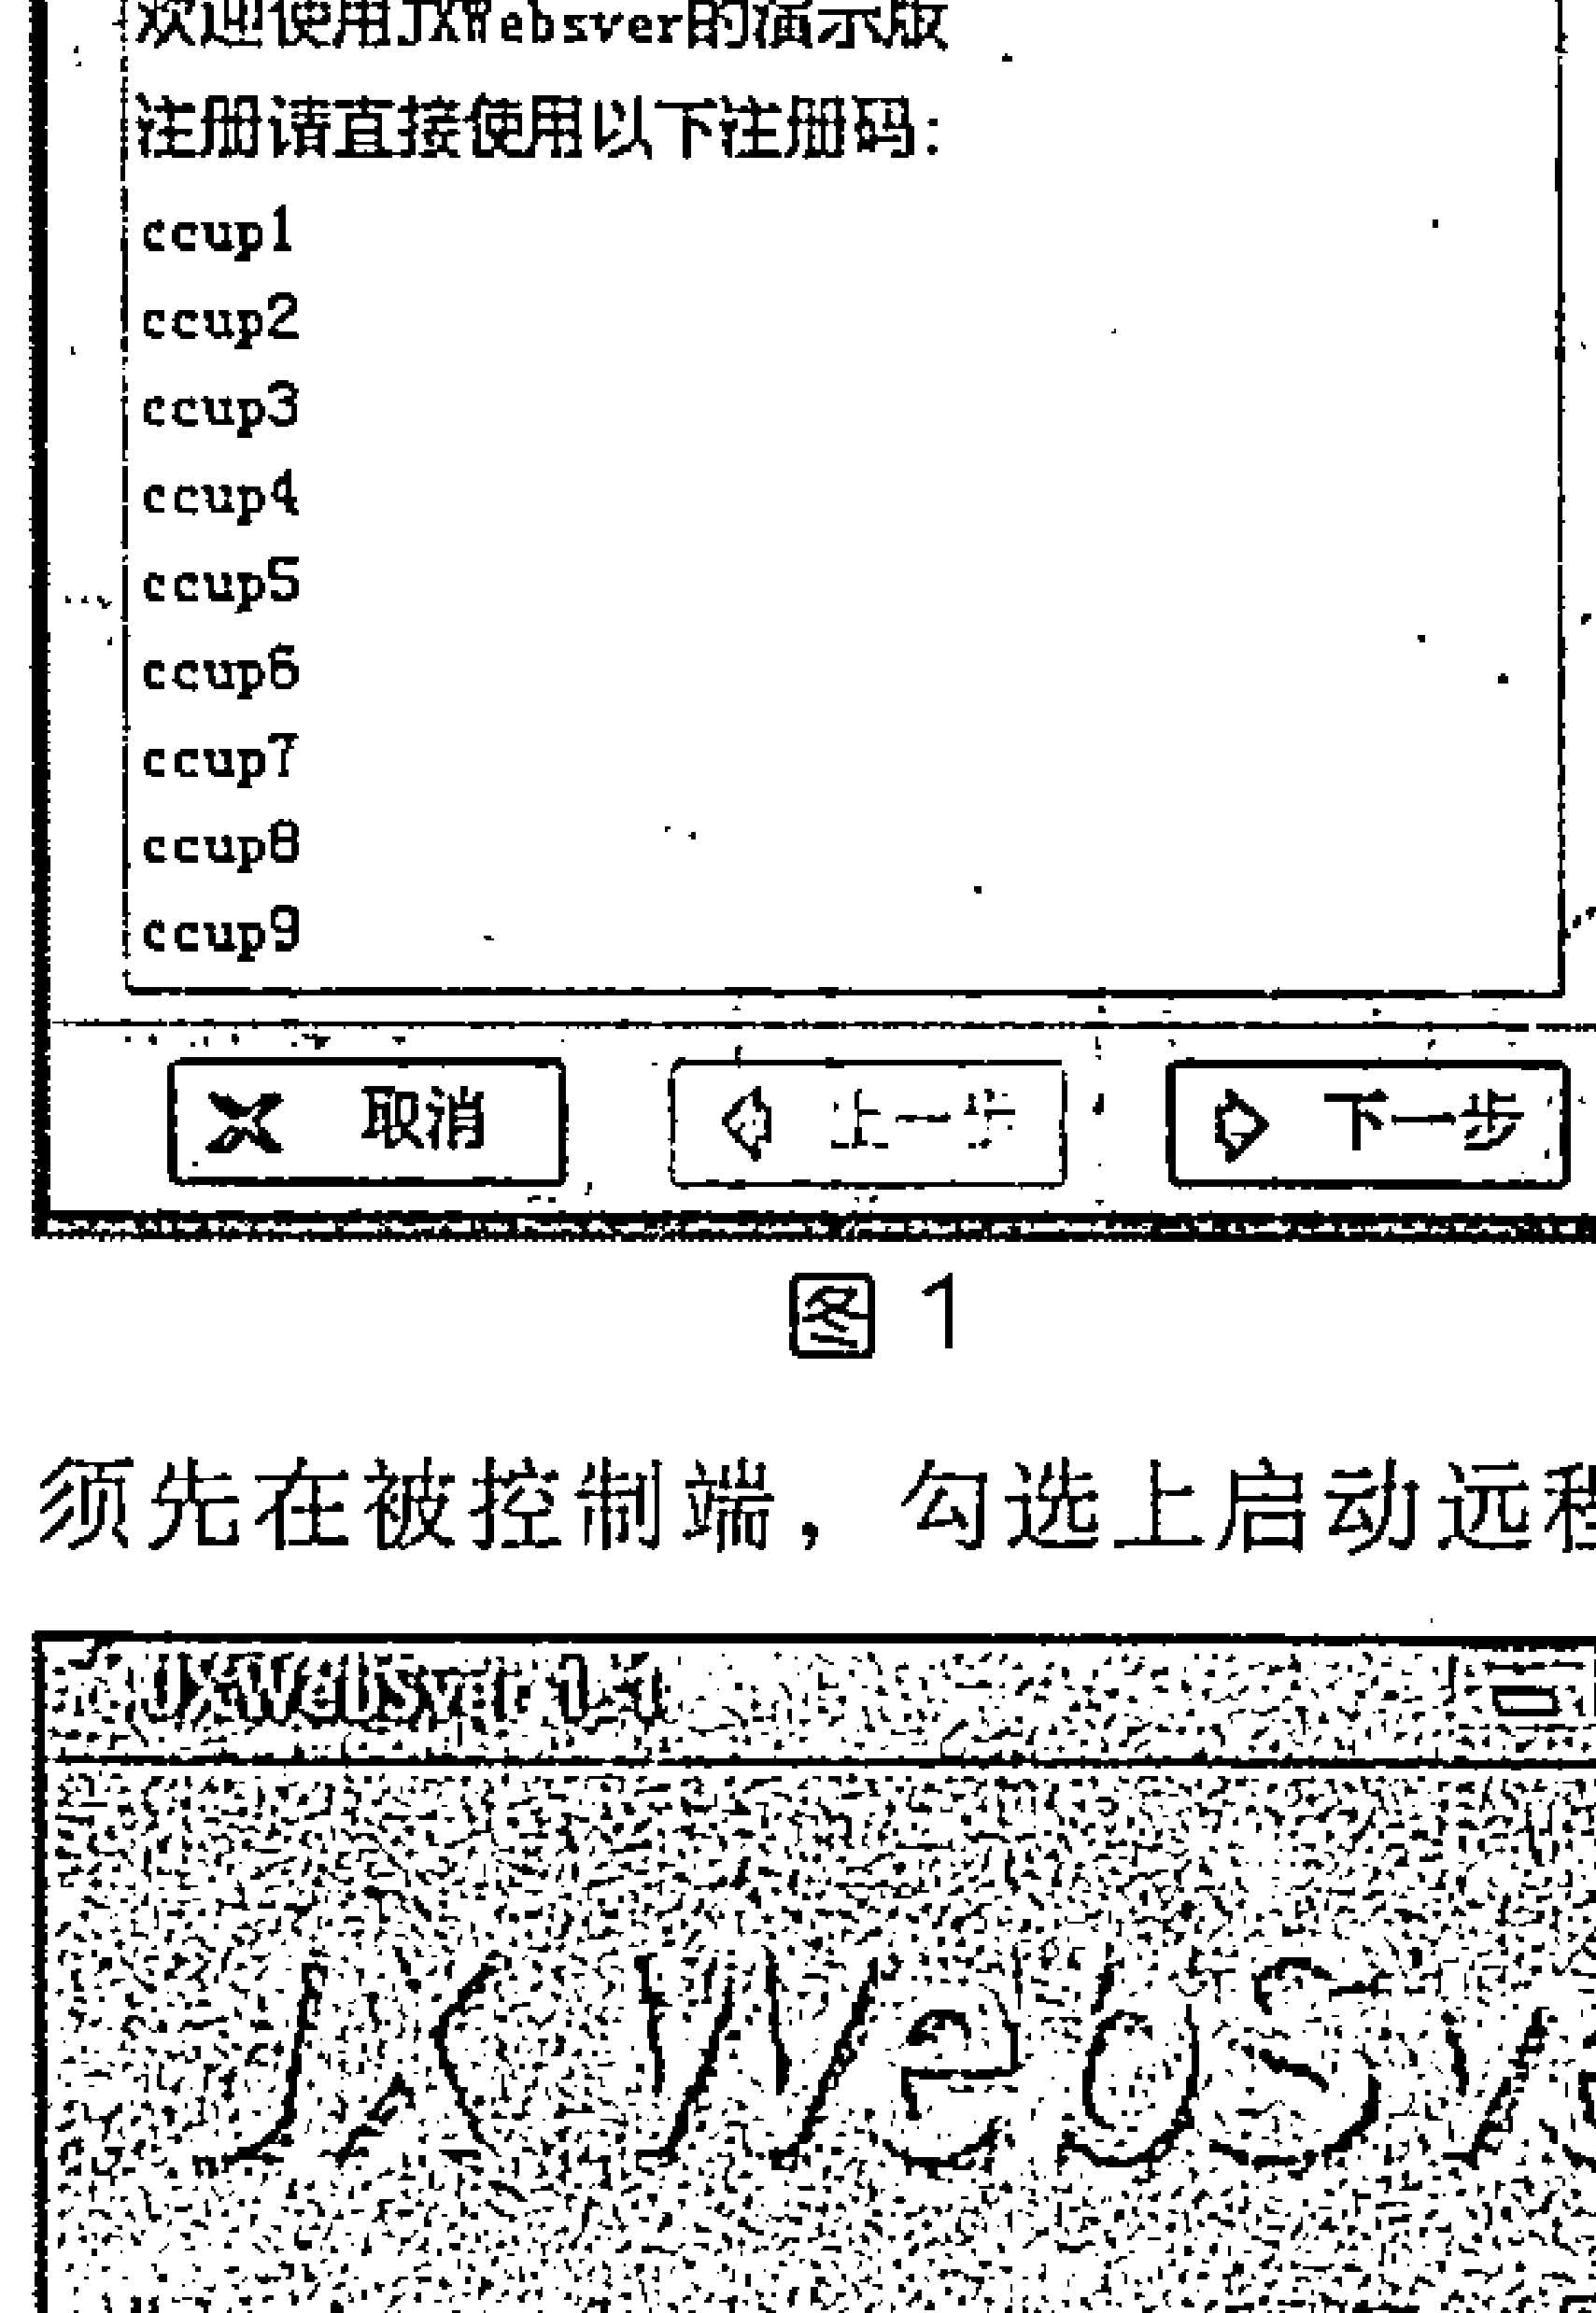 欢迎使用JXWebsver的演示版
注册请直接使用以下注册码:
ccup1
ccup2
ccup3
ccup4
ccup5
ccup6
ccup7
ccup8
ccup9
取消
上一步
下一步
图 1
须先在被控制端，勾选上启动远程
JXWebsver